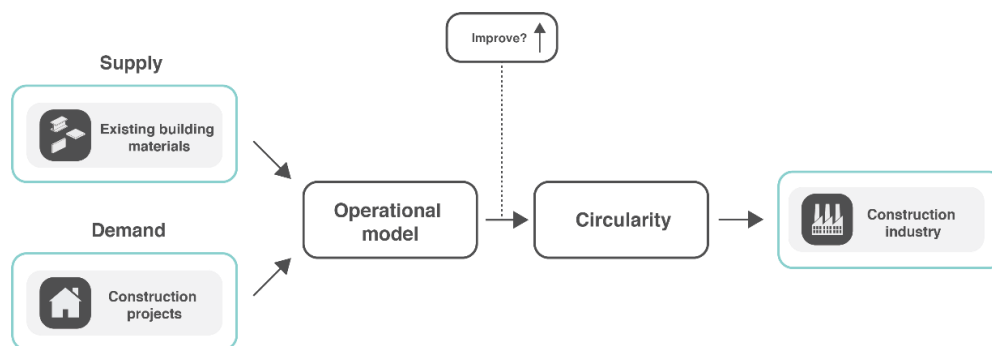 Improve?
Supply
Existing building
materials
Operational
model
Circularity
Construction
industry
Demand
Construction
projects